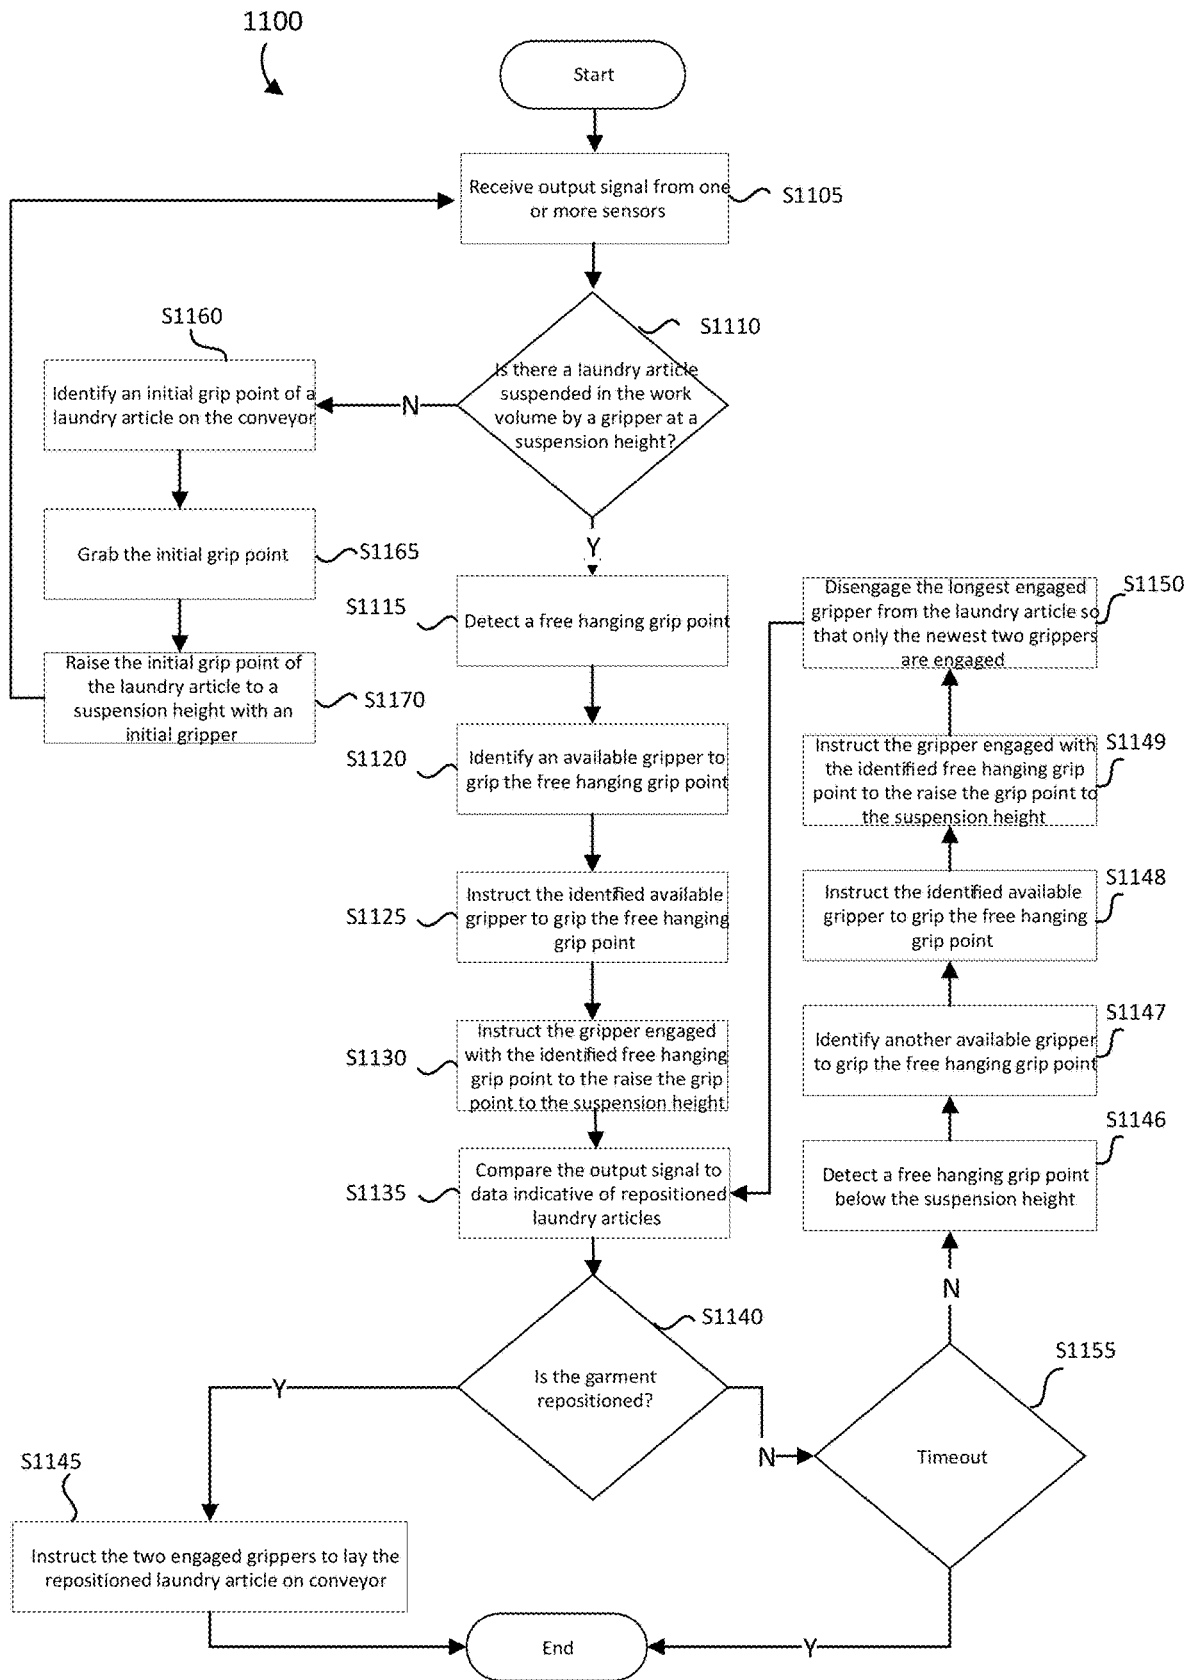 1100
Start
Receive output signal from one
or more sensors
S1105
S1110
Is there a laundry article
suspended in the work
volume by a gripper at a
suspension height?
N
Y
S1160
Identify an initial grip point of a
laundry article on the conveyor
Grab the initial grip point
S1165
Raise the initial grip point of
the laundry article to a
suspension height with an
initial gripper
S1170
S1115
Detect a free hanging grip point
S1120
Identify an available gripper to
grip the free hanging grip point
S1125
Instruct the identified available
gripper to grip the free hanging
grip point
S1130
Instruct the gripper engaged
with the identified free hanging
grip point to the raise the grip
point to the suspension height
S1135
Compare the output signal to
data indicative of repositioned
laundry articles
S1140
Is the garment
repositioned?
Y
N
S1145
Instruct the two engaged grippers to lay the
repositioned laundry article on conveyor
S1150
Disengage the longest engaged
gripper from the laundry article so
that only the newest two grippers
are engaged
S1149
Instruct the gripper engaged with
the identified free hanging grip
point to the raise the grip point to
the suspension height
S1148
Instruct the identified available
gripper to grip the free hanging
grip point
S1147
Identify another available gripper
to grip the free hanging grip point
S1146
Detect a free hanging grip point
below the suspension height
N
S1155
Timeout
Y
End